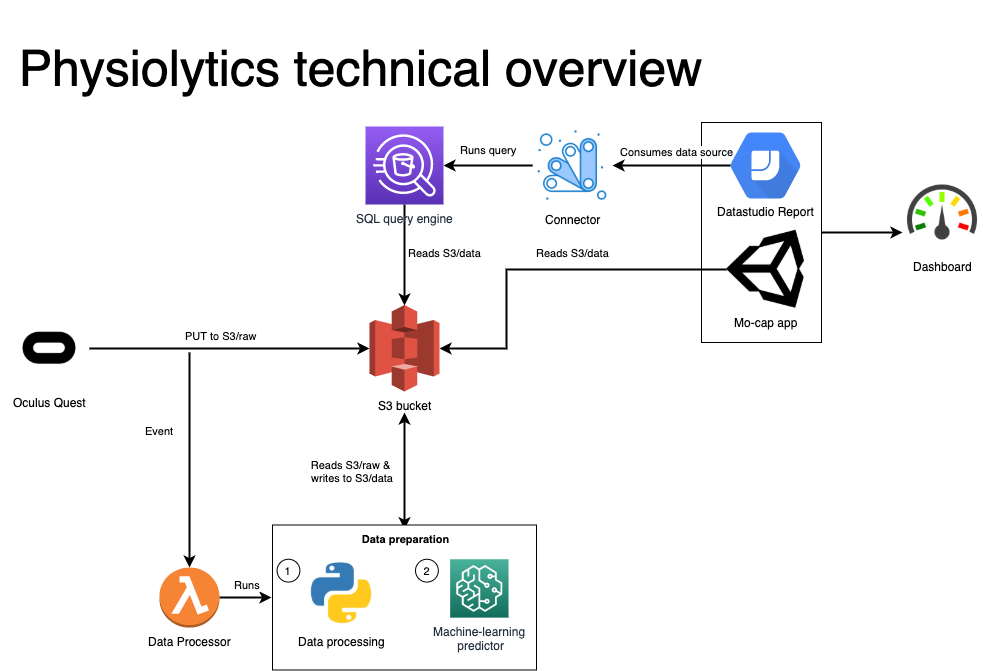 Physiolytics technical overview
Runs query
Consumes data source
SQL query engine
Connector
Datastudio Report
Reads S3/data
Reads S3/data
Dashboard
Mo-cap app
PUT to S3/raw
Oculus Quest
S3 bucket
Event
Reads S3/raw &
writes to S3/data
Data preparation
1
2
Runs
Data Processor
Data processing
Machine-learning
predictor